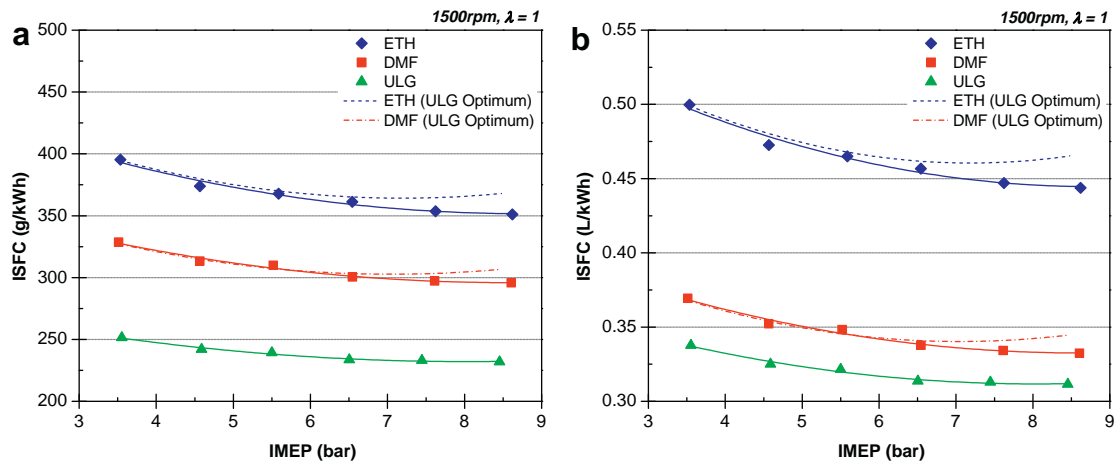 1500rpm, λ = 1
a
ETH
DMF
ULG
ETH (ULG Optimum)
DMF (ULG Optimum)
500
450
400
350
300
250
200
ISFC (g/kWh)
3 4 5 6 7 8 9
IMEP (bar)
1500rpm, λ = 1
b
ETH
DMF
ULG
ETH (ULG Optimum)
DMF (ULG Optimum)
0.55
0.50
0.45
0.40
0.35
0.30
ISFC (L/kWh)
3 4 5 6 7 8 9
IMEP (bar)